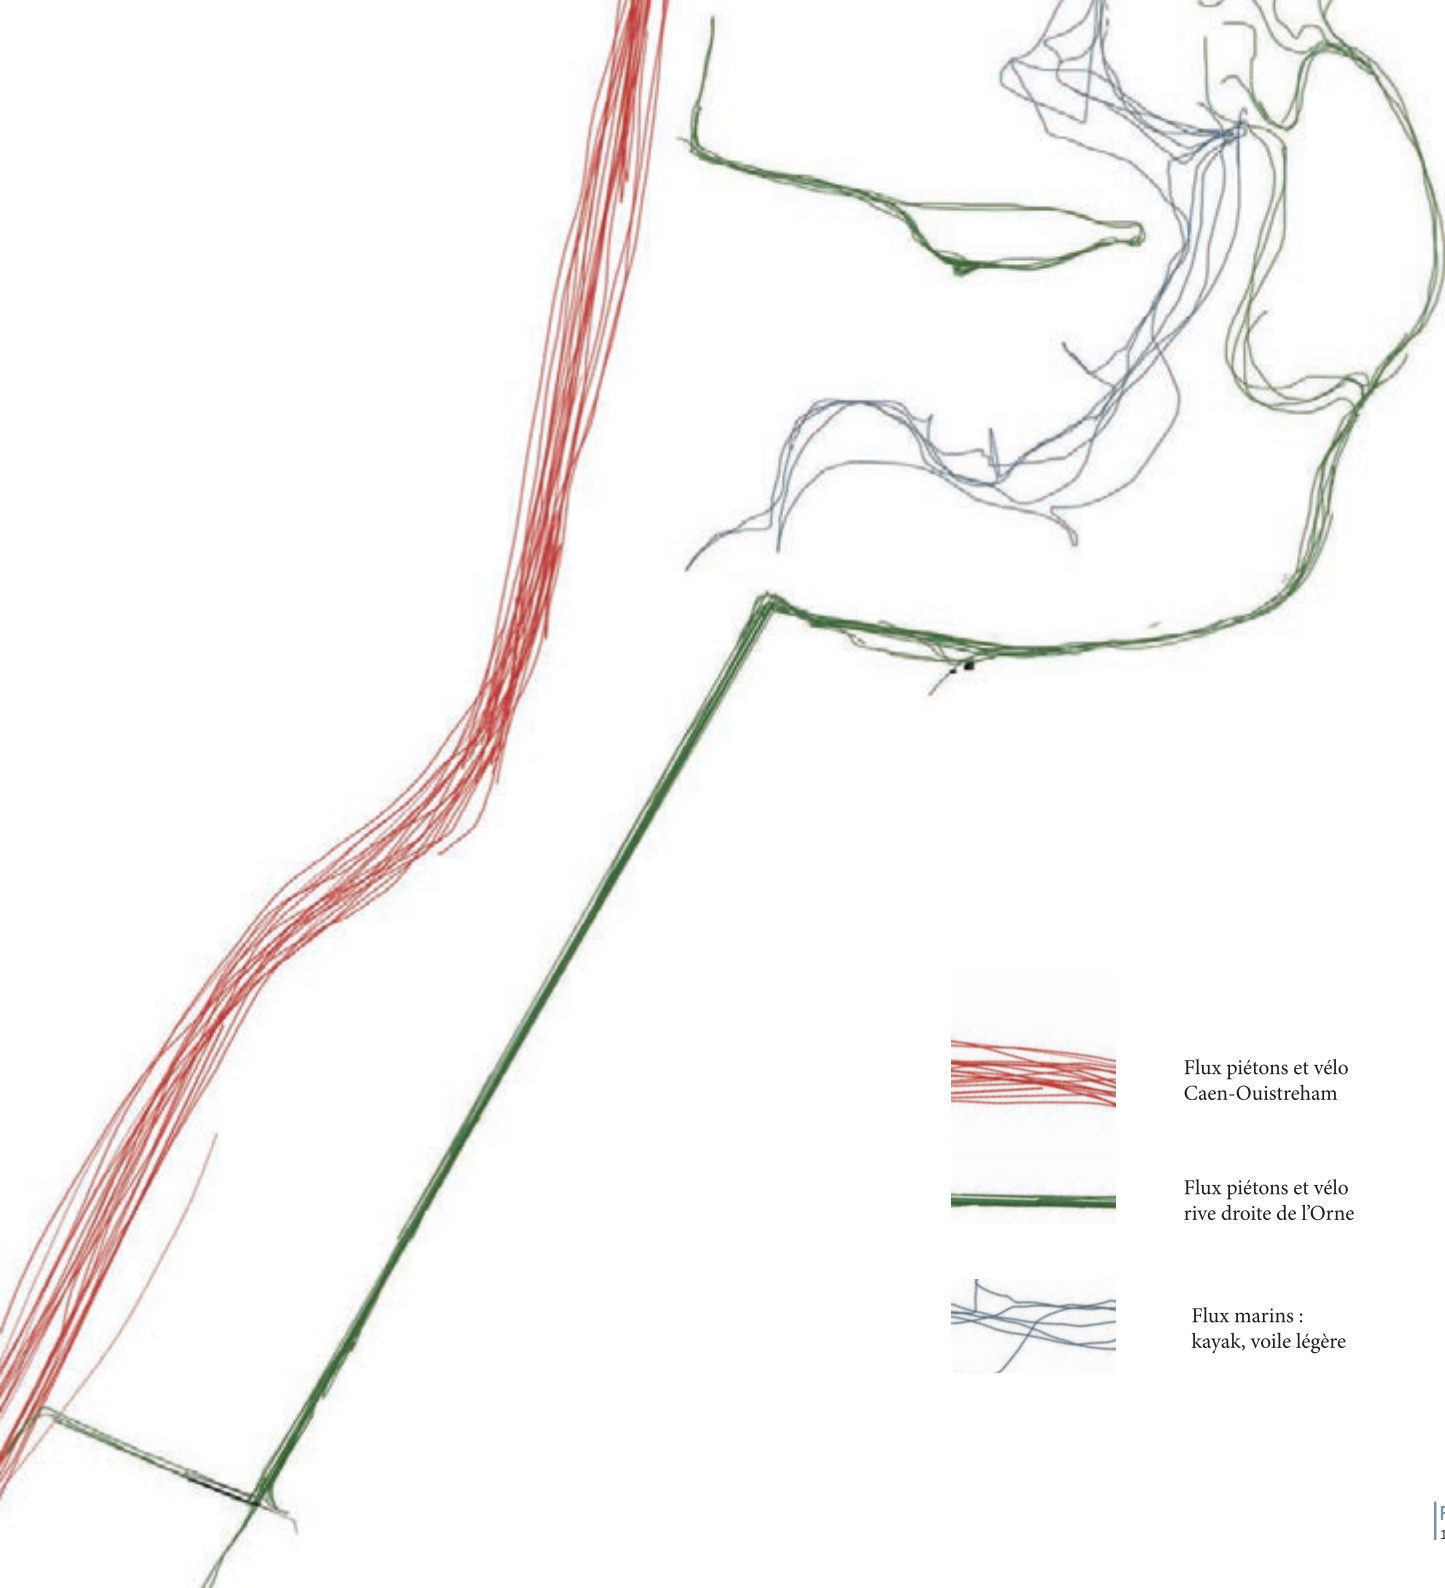 Flux piétons et vélo
Caen-Ouistreham
Flux piétons et vélo
rive droite de l’Orne
Flux marins :
kayak, voile légère